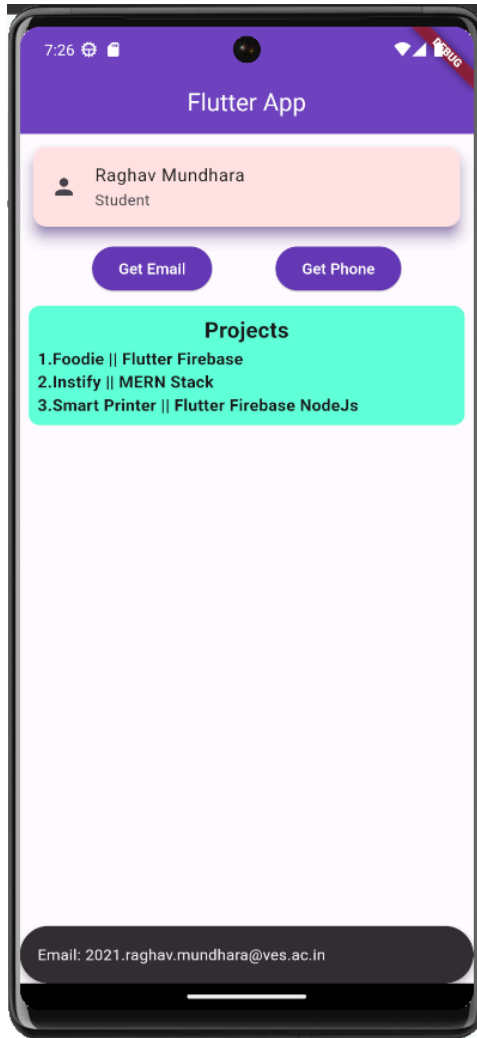 7:26
DEBUG
Flutter App
Raghav Mundhara
Student
Get Email
Get Phone
Projects
1.Foodie || Flutter Firebase
2.Instify || MERN Stack
3.Smart Printer || Flutter Firebase NodeJs
Email: 2021.raghav.mundhara@ves.ac.in